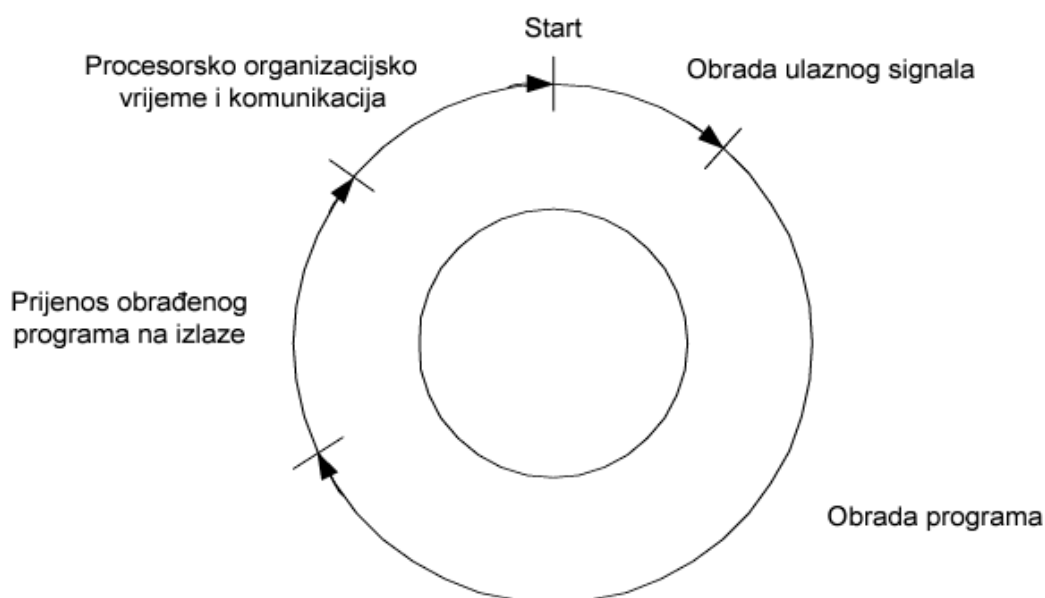 Start
Obrada ulaznog signala
Obrada programa
Prijenos obrađenog
programa na izlaze
Procesorsko organizacijsko
vrijeme i komunikacija